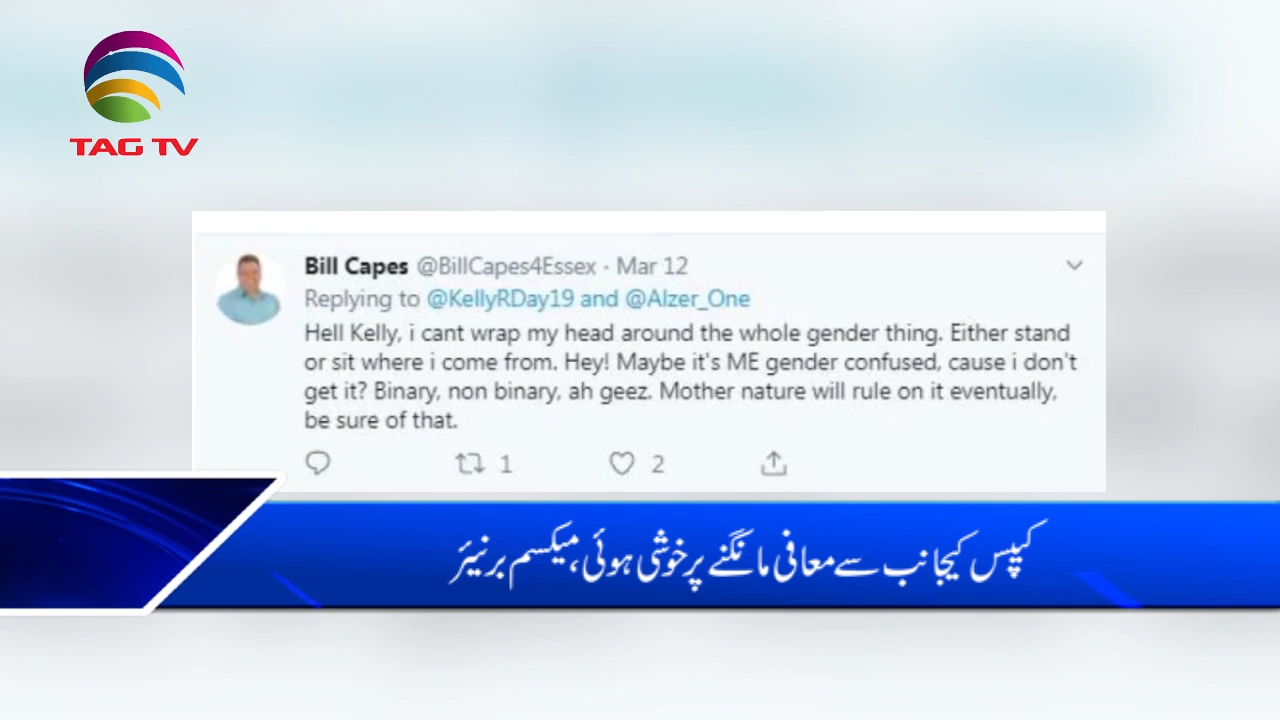 TAG TV
Bill Capes @BillCapes4Essex · Mar 12
Replying to @KellyRDay19 and @Alzer_One
Hell Kelly, i cant wrap my head around the whole gender thing. Either stand
or sit where i come from. Hey! Maybe it's ME gender confused, cause i don't
get it? Binary, non binary, ah geez. Mother nature will rule on it eventually,
be sure of that.
1 2
کیپس کیجانب سے معافی مانگنے پر خوشی ہوئی، میکسم برنیئر